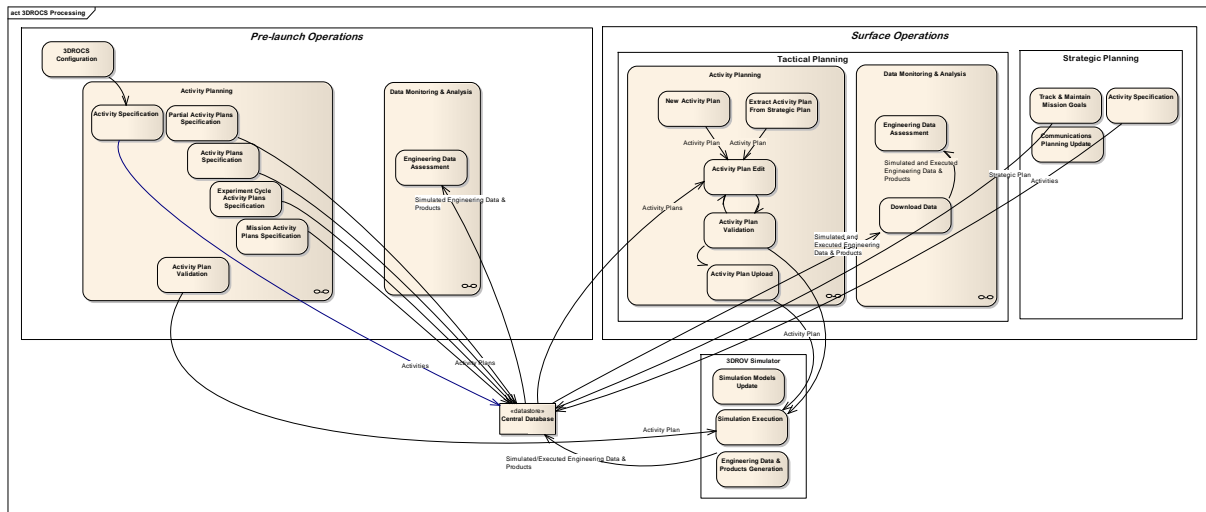 act 3DROCS Processing
Pre-launch Operations
3DROCS
Configuration
Activity Planning
Activity Specification
Partial Activity Plans
Specification
Activity Plans
Specification
Experiment Cycle
Activity Plans
Specification
Mission Activity
Plans Specification
Activity Plan
Validation
Data Monitoring & Analysis
Engineering Data
Assessment
Simulated Engineering Data &
Products
Surface Operations
Tactical Planning
Activity Planning
New Activity Plan
Extract Activity Plan
From Strategic Plan
Activity Plan
Activity Plan
Activity Plan Edit
Activity Plans
Activity Plan
Validation
Activity Plan Upload
Data Monitoring & Analysis
Engineering Data
Assessment
Simulated and Executed
Engineering Data &
Products
Download Data
Simulated and
Executed Engineering
Data & Products
Strategic Planning
Track & Maintain
Mission Goals
Activity Specification
Communications
Planning Update
Strategic Plan
Activities
Activity Plan
Activities
Activity Plans
«datastore»
Central Database
3DROV Simulator
Simulation Models
Update
Simulation Execution
Engineering Data &
Products Generation
Activity Plan
Simulated/Executed Engineering Data &
Products